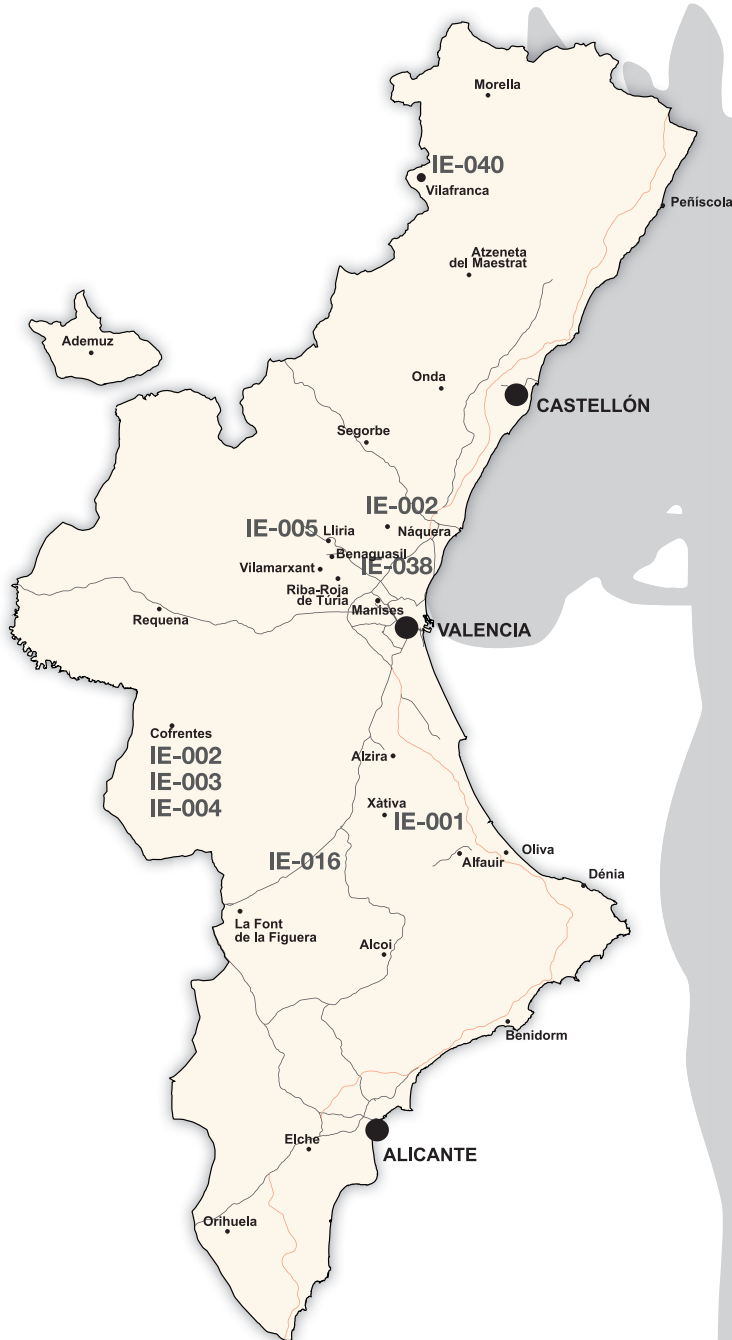 Morella
IE-040
Vilafranca
Peñíscola
Atzeneta
del Maestrat
Ademuz
Onda
CASTELLÓN
Segorbe
IE-002
IE-005
Lliria
Náquera
Benaguasil
Vilamarxant
IE-038
Riba-Roja
de Túria
Manises
Requena
VALENCIA
Cofrentes
IE-002
IE-003
IE-004
Alzira
Xàtiva
IE-001
IE-016
Alfauir
Oliva
Dénia
La Font
de la Figuera
Alcoi
Benidorm
Elche
ALICANTE
Orihuela